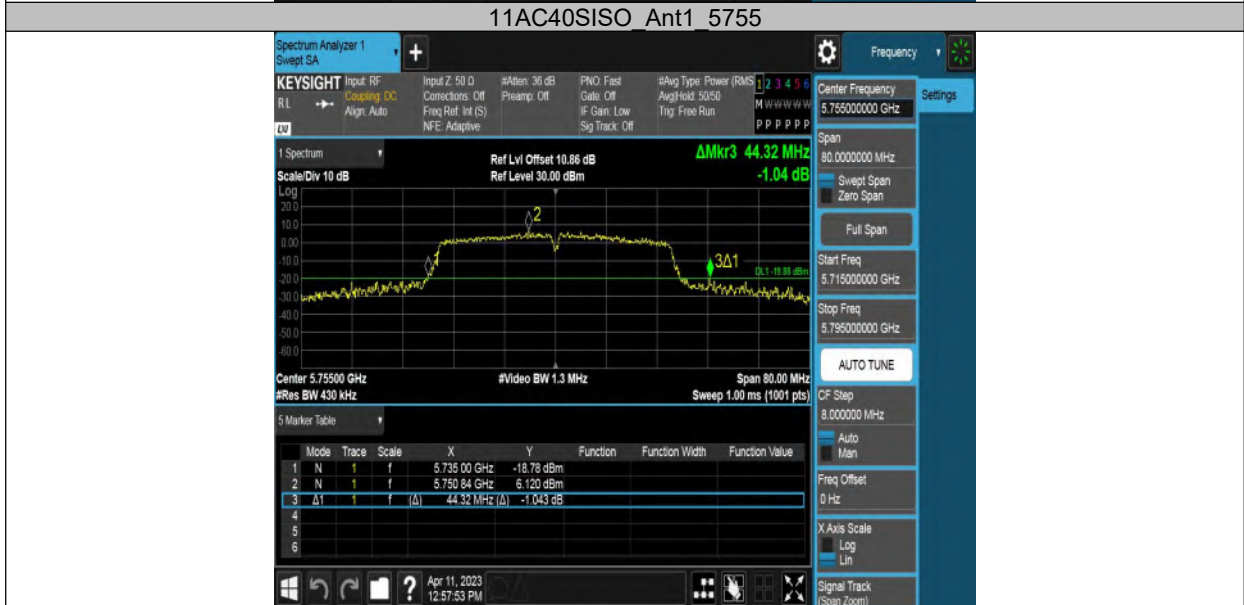 11AC40SISO_Ant1_5755
Spectrum Analyzer 1
Swept SA
+
Frequency
KEYSIGHT
RL
Input: RF
Coupling: DC
Align: Auto
Input Z: 50 Ω
Corrections: Off
Freq Ref: Int (S)
NFE: Adaptive
#Atten: 36 dB
Preamp: Off
PNO: Fast
Gate: Off
IF Gain: Low
Sig Track: Off
#Avg Type: Power (RMS
Avg|Hold: 50/50
Trig: Free Run
1 2 3 4 5 6
M W W W W W
P P P P P P
Center Frequency
5.755000000 GHz
Settings
1 Spectrum
Scale/Div 10 dB
Ref Lvl Offset 10.86 dB
Ref Level 30.00 dBm
ΔMkr3 44.32 MHz
-1.04 dB
Span
80.0000000 MHz
Swept Span
Zero Span
Full Span
Log
20.0
10.0
0.00
-10.0
-20.0
-30.0
-40.0
-50.0
-60.0
2
3Δ1
DL1 -19.88 dBm
Start Freq
5.715000000 GHz
Stop Freq
5.795000000 GHz
AUTO TUNE
Center 5.75500 GHz
#Res BW 430 kHz
#Video BW 1.3 MHz
Span 80.00 MHz
Sweep 1.00 ms (1001 pts)
CF Step
8.000000 MHz
Auto
Man
5 Marker Table
Mode Trace Scale X Y Function Function Width Function Value
1 N 1 f 5.735 00 GHz -18.78 dBm
2 N 1 f 5.750 84 GHz 6.120 dBm
3 Δ1 1 f (Δ) 44.32 MHz (Δ) -1.043 dB
4
5
6
Freq Offset
0 Hz
X Axis Scale
Log
Lin
Signal Track
(Span Zoom)
?
Apr 11, 2023
12:57:53 PM